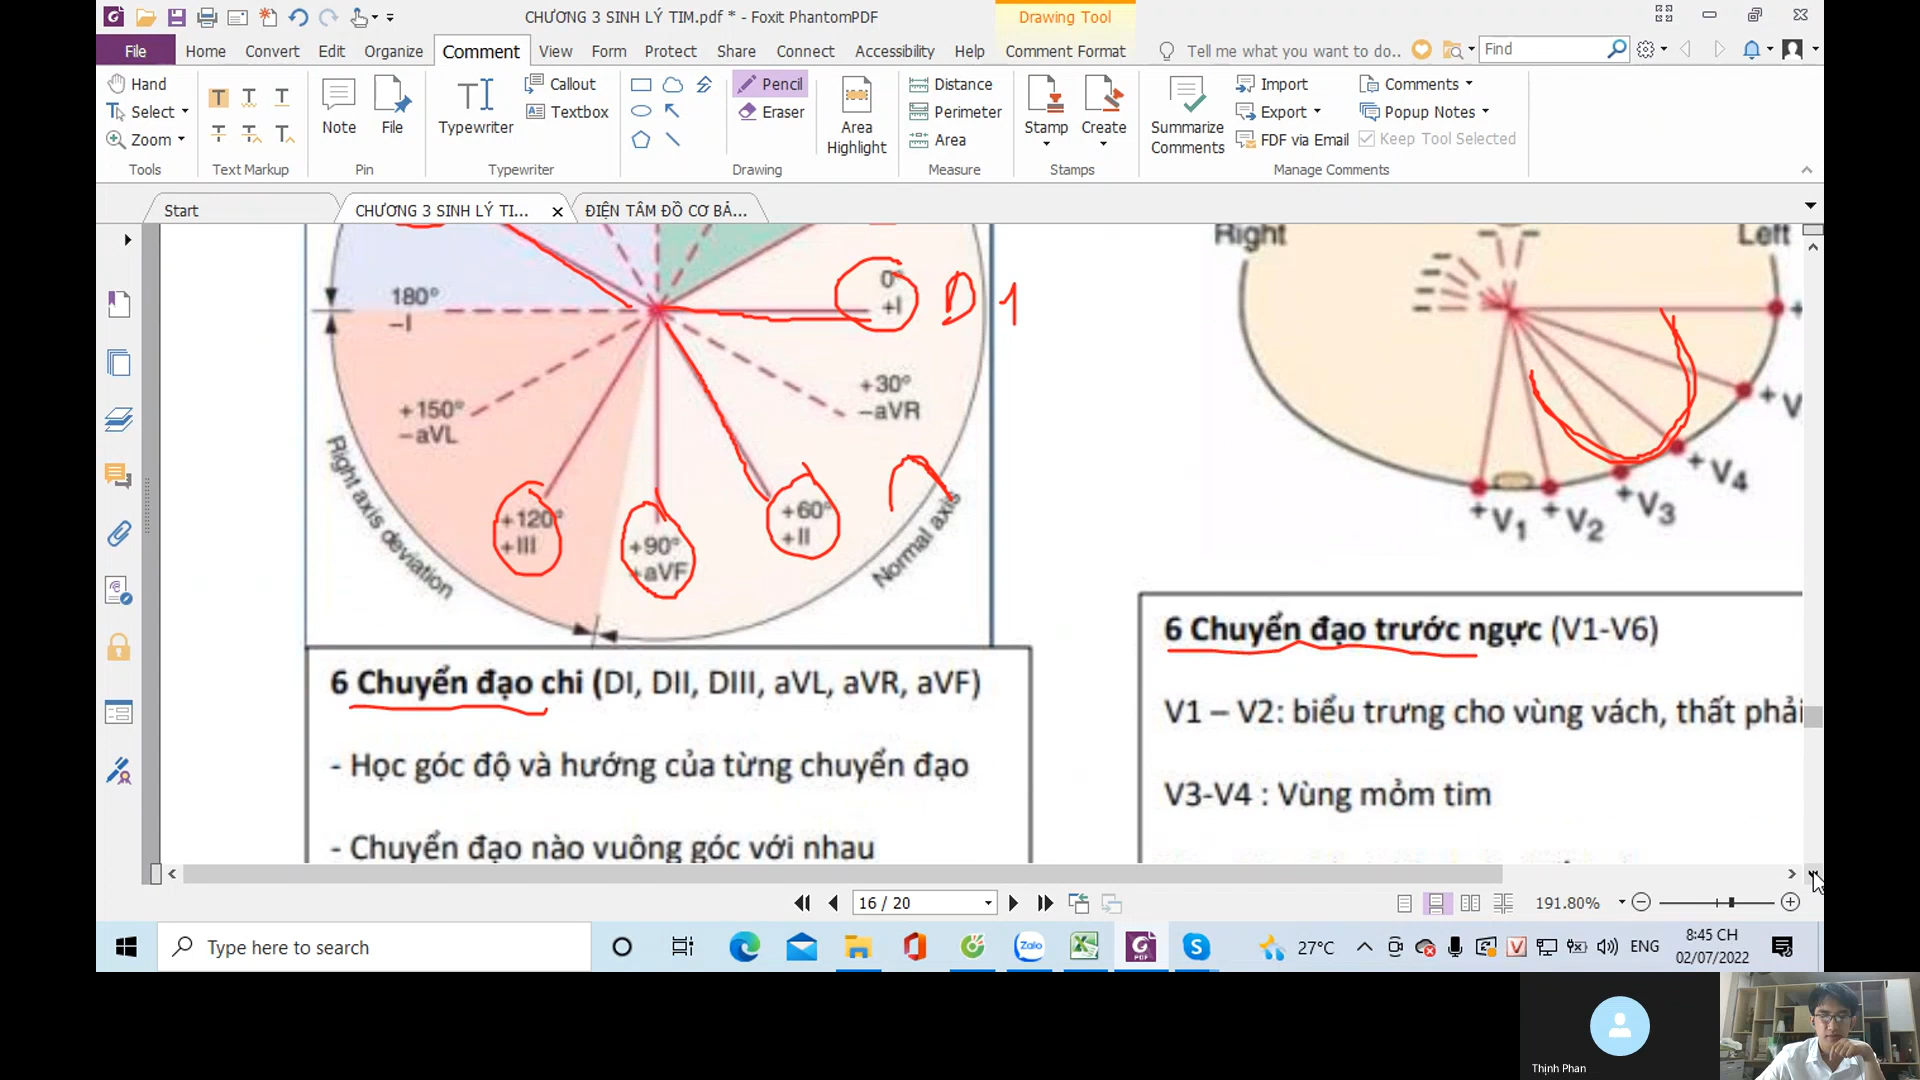 CHƯƠNG 3 SINH LÝ TIM.pdf * - Foxit PhantomPDF
Drawing Tool
File
Home
Convert
Edit
Organize
Comment
View
Form
Protect
Share
Connect
Accessibility
Help
Comment Format
Tell me what you want to do..
Find
Hand
Select
Zoom
Tools
Text Markup
Note
File
Pin
Typewriter
Callout
Textbox
Typewriter
Pencil
Eraser
Drawing
Area
Highlight
Distance
Perimeter
Area
Measure
Stamp
Create
Stamps
Summarize
Comments
Import
Export
FDF via Email
Comments
Popup Notes
Keep Tool Selected
Manage Comments
Start
CHƯƠNG 3 SINH LÝ TI...
ĐIỆN TÂM ĐỒ CƠ BẢ...
180°
–I
0°
+I
D 1
+150°
–aVL
+30°
–aVR
+120°
+III
+90°
+aVF
+60°
+II
Right axis deviation
Normal axis
Right
Left
+V1
+V2
+V3
+V4
+ V
6 Chuyển đạo chi (DI, DII, DIII, aVL, aVR, aVF)
- Học góc độ và hướng của từng chuyển đạo
- Chuyển đạo nào vuông góc với nhau
6 Chuyển đạo trước ngực (V1-V6)
V1 – V2: biểu trưng cho vùng vách, thất phải
V3-V4 : Vùng mỏm tim
16 / 20
191.80%
Type here to search
Zalo
PDF
27°C
ENG
8:45 CH
02/07/2022
Thịnh Phan